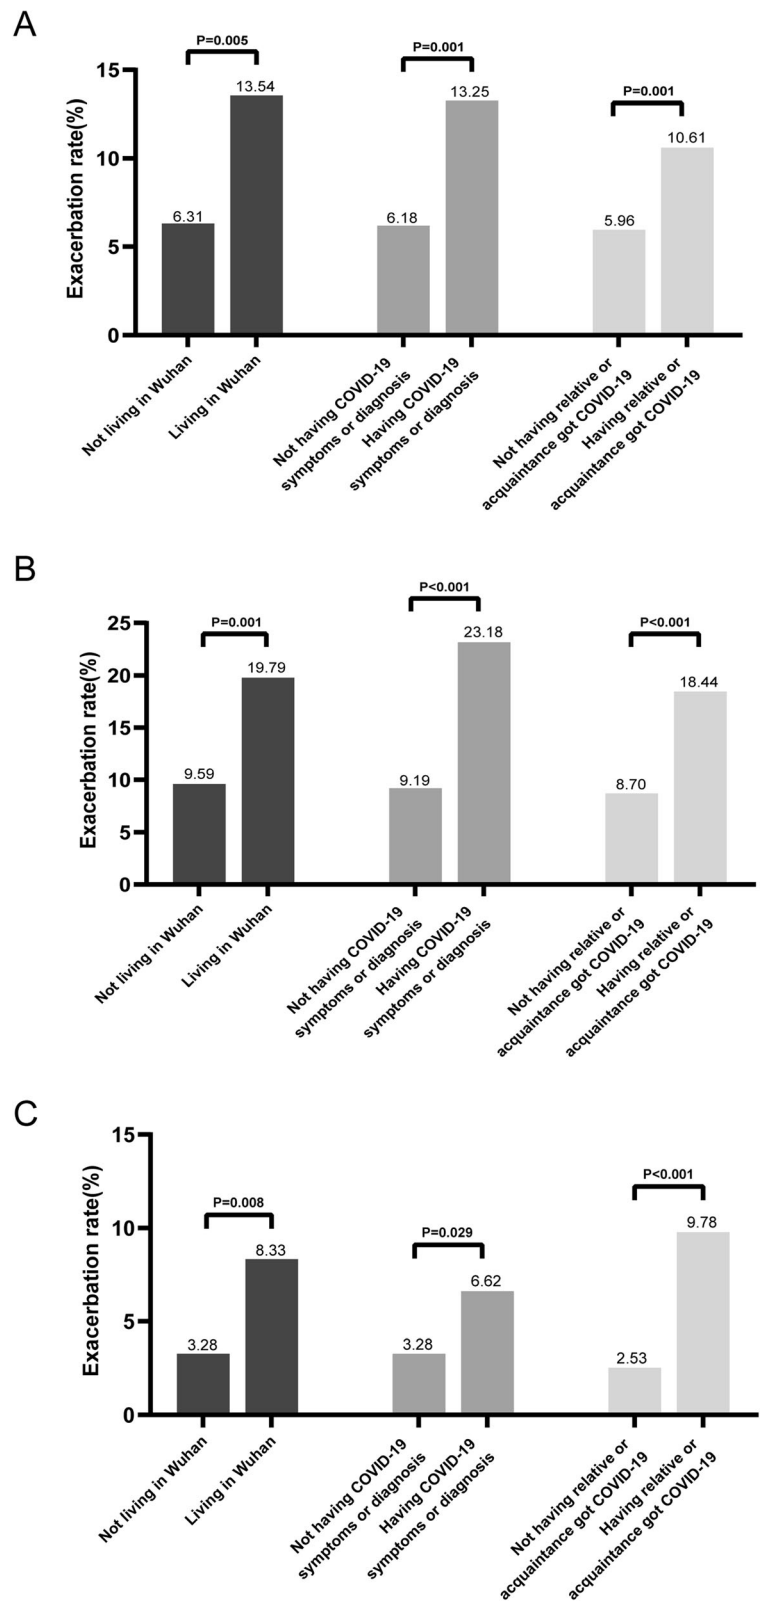 A
P=0.005
P=0.001
P=0.001
15
10
5
0
Exacerbation rate(%)
6.31
13.54
6.18
13.25
5.96
10.61
Not living in Wuhan
Living in Wuhan
Not having COVID-19
symptoms or diagnosis
Having COVID-19
symptoms or diagnosis
Not having relative or
acquaintance got COVID-19
Having relative or
acquaintance got COVID-19
B
P=0.001
P<0.001
P<0.001
25
20
15
10
5
0
Exacerbation rate(%)
9.59
19.79
9.19
23.18
8.70
18.44
Not living in Wuhan
Living in Wuhan
Not having COVID-19
symptoms or diagnosis
Having COVID-19
symptoms or diagnosis
Not having relative or
acquaintance got COVID-19
Having relative or
acquaintance got COVID-19
C
P=0.008
P=0.029
P<0.001
15
10
5
0
Exacerbation rate(%)
3.28
8.33
3.28
6.62
2.53
9.78
Not living in Wuhan
Living in Wuhan
Not having COVID-19
symptoms or diagnosis
Having COVID-19
symptoms or diagnosis
Not having relative or
acquaintance got COVID-19
Having relative or
acquaintance got COVID-19